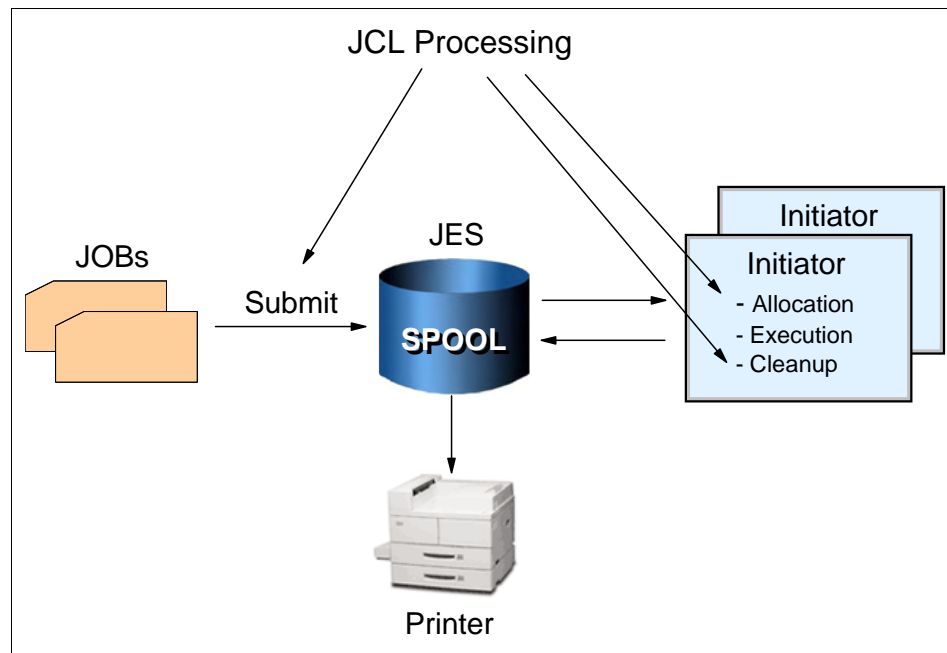 JCL Processing
JOBs
Submit
JES
SPOOL
Initiator
Initiator
- Allocation
- Execution
- Cleanup
Printer